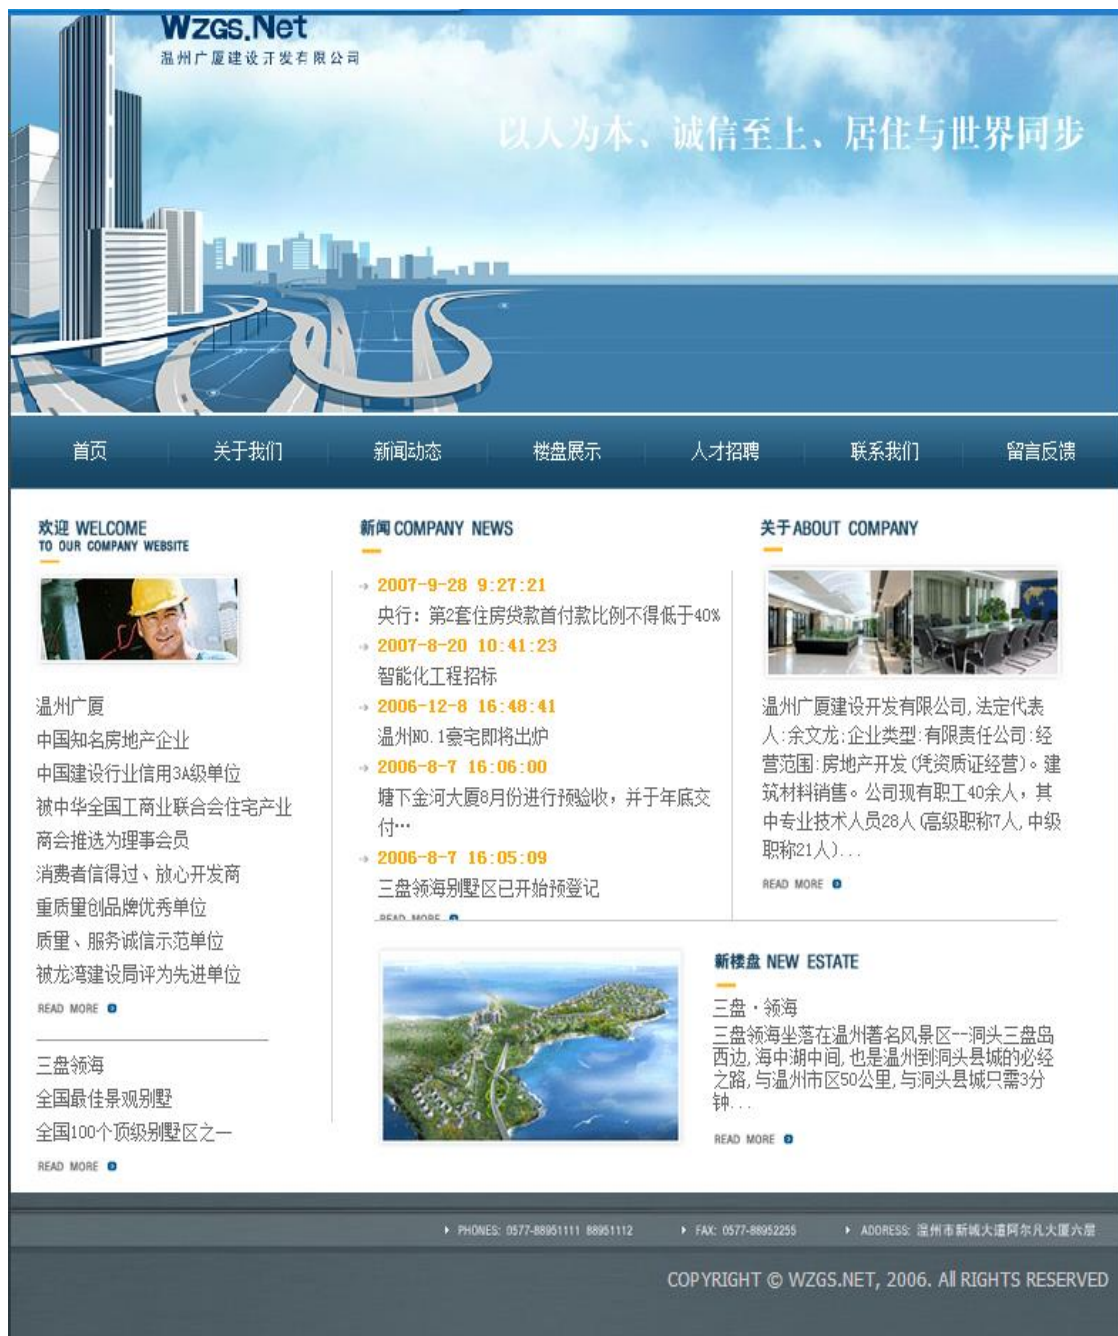 WZGS.Net
温州广厦建设开发有限公司
以人为本、诚信至上、居住与世界同步
首页
关于我们
新闻动态
楼盘展示
人才招聘
联系我们
留言反馈
欢迎 WELCOME
TO OUR COMPANY WEBSITE
温州广厦
中国知名房地产企业
中国建设行业信用3A级单位
被中华全国工商业联合会住宅产业
商会推选为理事会员
消费者信得过、放心开发商
重质量创品牌优秀单位
质量、服务诚信示范单位
被龙湾建设局评为先进单位
READ MORE
三盘领海
全国最佳景观别墅
全国100个顶级别墅区之一
READ MORE
新闻 COMPANY NEWS
2007-9-28 9:27:21
央行：第2套住房贷款首付款比例不得低于40%
2007-8-20 10:41:23
智能化工程招标
2006-12-8 16:48:41
温州NO.1豪宅即将出炉
2006-8-7 16:06:00
塘下金河大厦8月份进行预验收，并于年底交
付…
2006-8-7 16:05:09
三盘领海别墅区已开始预登记
READ MORE
关于ABOUT COMPANY
温州广厦建设开发有限公司,法定代表
人:余文龙:企业类型:有限责任公司:经
营范围:房地产开发(凭资质证经营)。建
筑材料销售。公司现有职工40余人，其
中专业技术人员28人(高级职称7人,中级
职称21人)...
READ MORE
新楼盘 NEW ESTATE
三盘·领海
三盘领海坐落在温州著名风景区--洞头三盘岛
西边,海中湖中间,也是温州到洞头县城的必经
之路,与温州市区50公里,与洞头县城只需3分
钟...
READ MORE
PHONES: 0577-88951111 88951112
FAX: 0577-88952255
ADDRESS: 温州市新城大道阿尔凡大厦六层
COPYRIGHT © WZGS.NET, 2006. All RIGHTS RESERVED